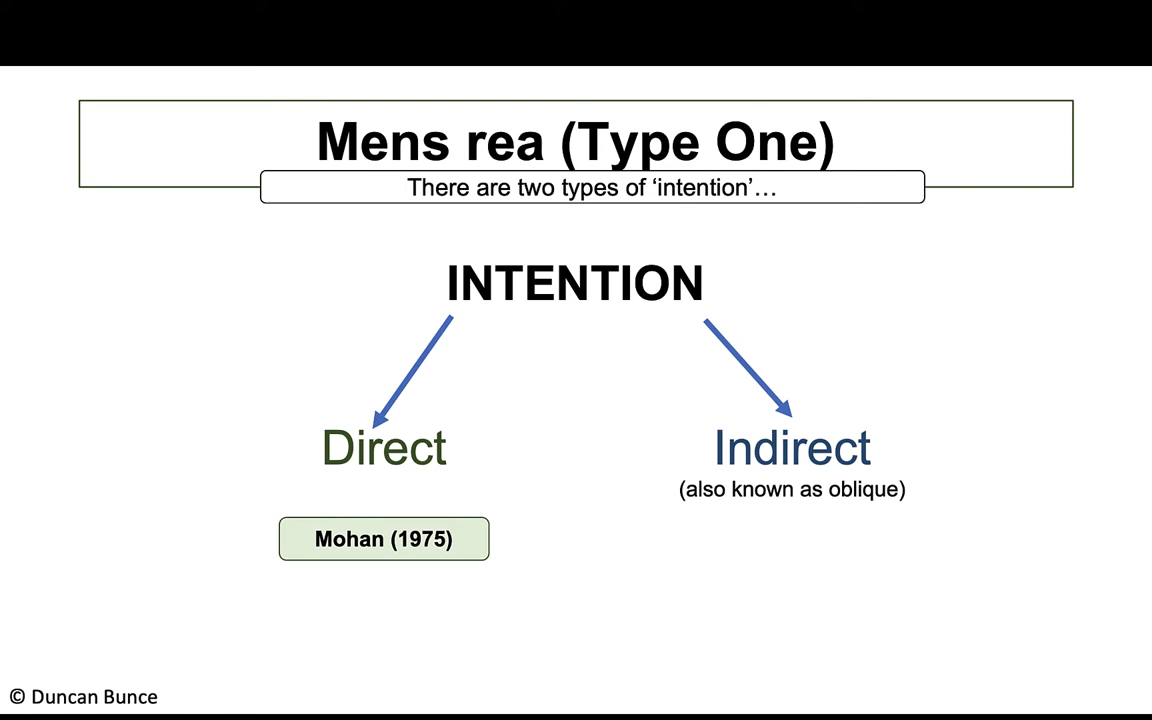 Mens rea (Type One)
There are two types of ‘intention’…
INTENTION
Direct
Indirect
(also known as oblique)
Mohan (1975)
© Duncan Bunce